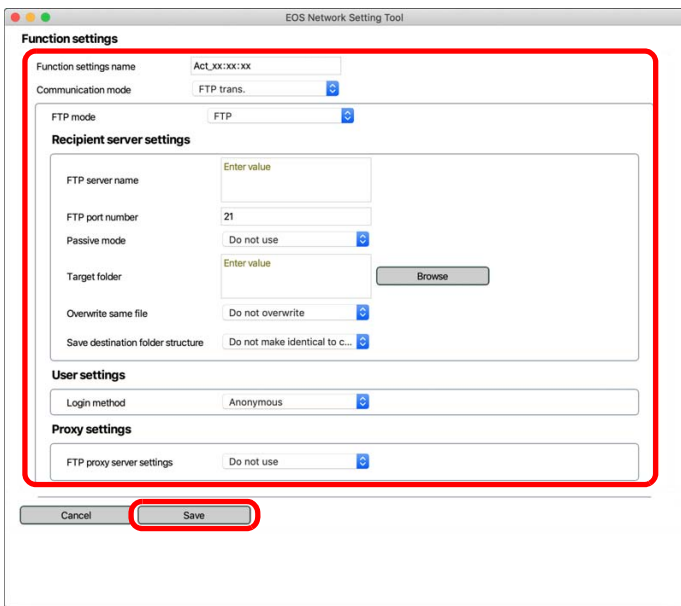 EOS Network Setting Tool
Function settings
Function settings name Act_xx:xx:xx
Communication mode FTP trans.
FTP mode FTP
Recipient server settings
FTP server name Enter value
FTP port number 21
Passive mode Do not use
Target folder Enter value Browse
Overwrite same file Do not overwrite
Save destination folder structure Do not make identical to c...
User settings
Login method Anonymous
Proxy settings
FTP proxy server settings Do not use
Cancel Save